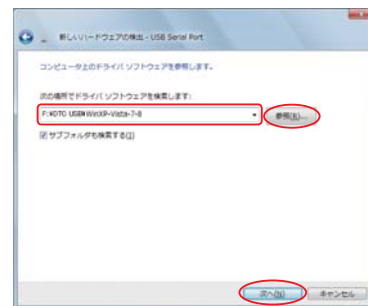 新しいハードウェアの検出 - USB Serial Port
コンピュータ上のドライバ ソフトウェアを参照します。
次の場所でドライバ ソフトウェアを検索します:
F:¥OTO USB¥WinXP-Vista-7-8
参照(R)...
サブフォルダも検索する(I)
次へ(N)
キャンセル